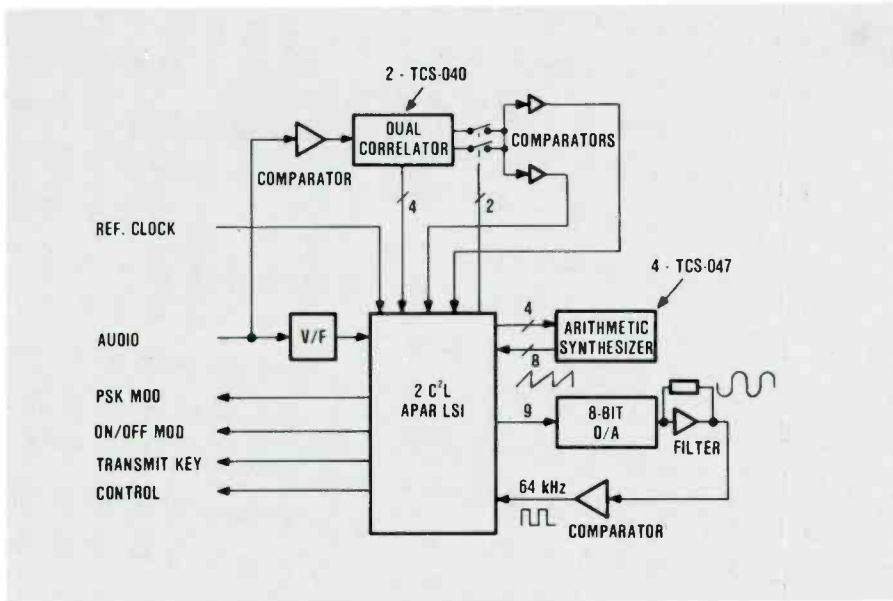 2 - TCS-040
DUAL
CORRELATOR
COMPARATORS
COMPARATOR
4
2
REF. CLOCK
4 - TCS-047
AUDIO
V/F
4
ARITHMETIC
SYNTHESIZER
8
2 C²L
APAR LSI
PSK MOD
9
8-BIT
D/A
FILTER
ON/OFF MOD
TRANSMIT KEY
CONTROL
64 kHz
COMPARATOR